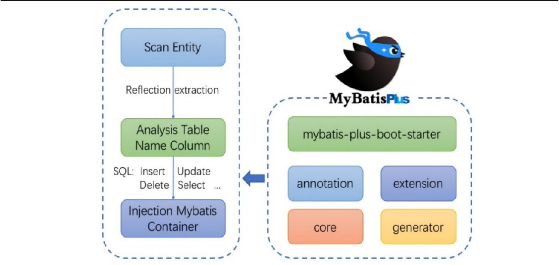 Scan Entity
Reflection extraction
Analysis Table
Name Column
SQL: Insert Update
Delete Select ...
Injection Mybatis
Container
MyBatisPlus
mybatis-plus-boot-starter
annotation
extension
core
generator